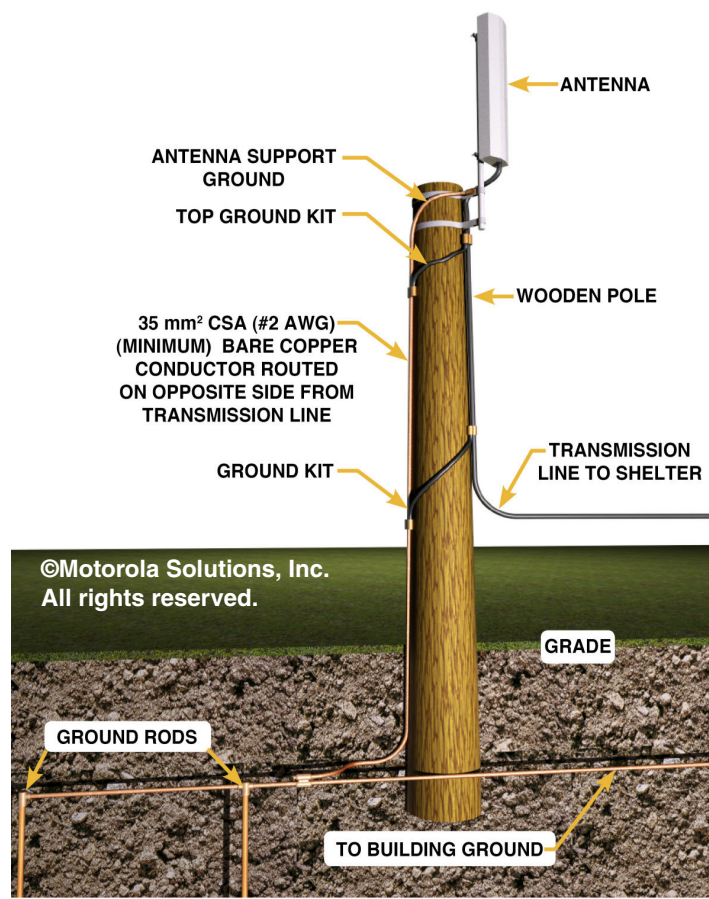 ANTENNA
ANTENNA SUPPORT
GROUND
TOP GROUND KIT
WOODEN POLE
35 mm² CSA (#2 AWG)
(MINIMUM) BARE COPPER
CONDUCTOR ROUTED
ON OPPOSITE SIDE FROM
TRANSMISSION LINE
TRANSMISSION
LINE TO SHELTER
GROUND KIT
©Motorola Solutions, Inc.
All rights reserved.
GRADE
GROUND RODS
TO BUILDING GROUND